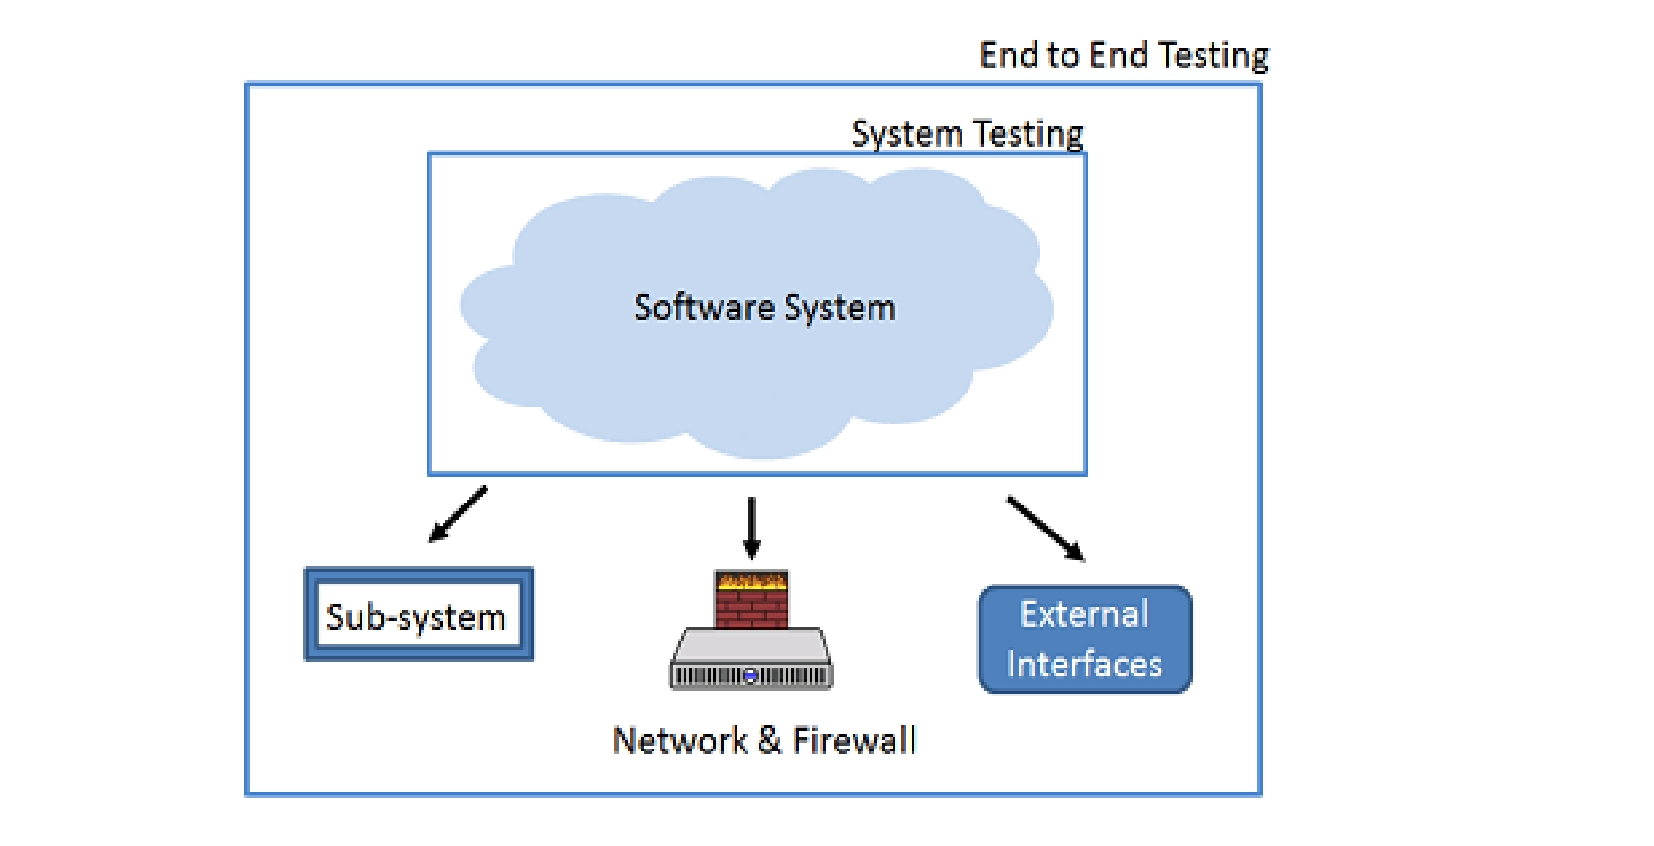 End to End Testing
System Testing
Software System
Sub-system
External
Interfaces
Network & Firewall